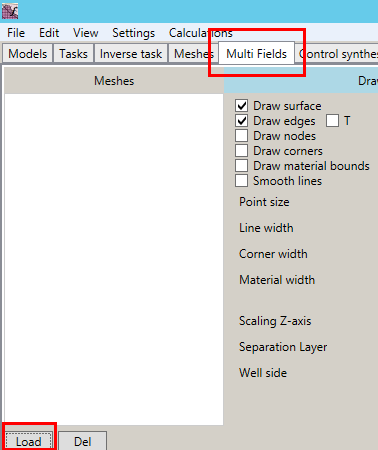 File Edit View Settings Calculations
Models Tasks Inverse task Meshes Multi Fields Control synthes
Meshes Drav
Draw surface
Draw edges T
Draw nodes
Draw corners
Draw material bounds
Smooth lines
Point size
Line width
Corner width
Material width
Scaling Z-axis
Separation Layer
Well side
Load Del